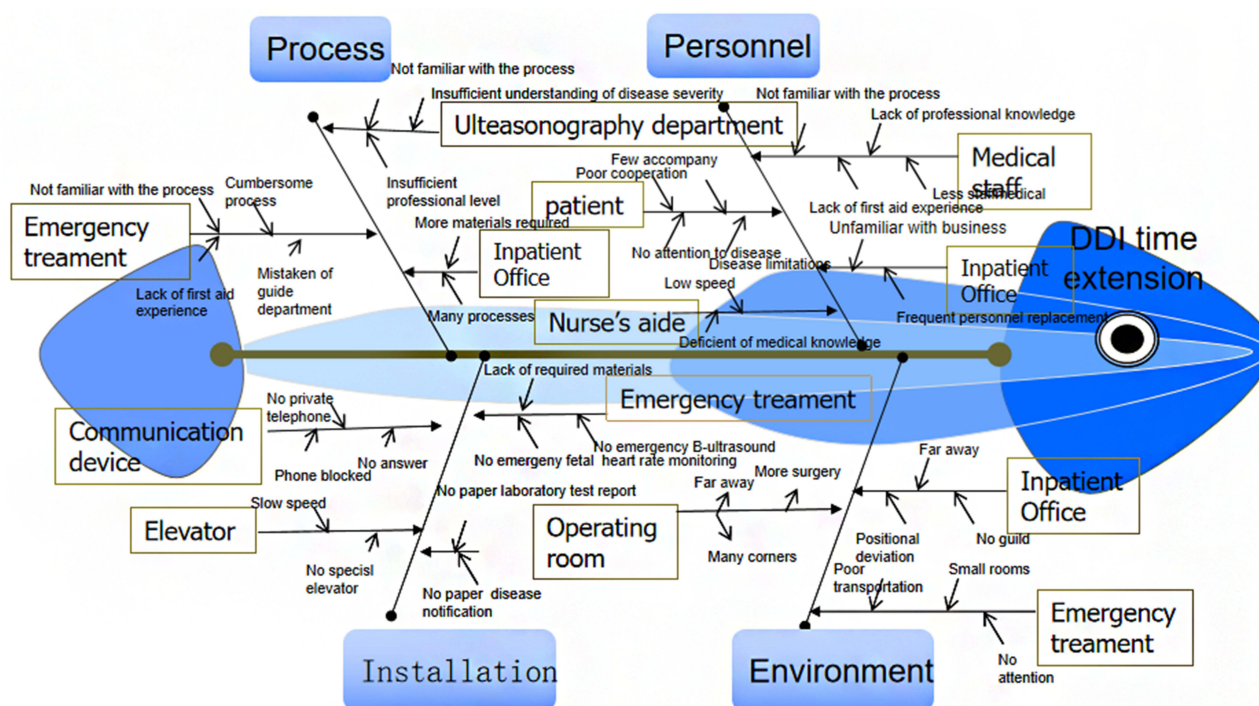 Process
Personnel
Not familiar with the process
Insufficient understanding of disease severity
Ulteasonography department
Insufficient
professional level
Not familiar with the process
Cumbersome
process
Emergency
treament
Lack of first aid
experience
Mistaken of
guide
department
More materials required
Inpatient
Office
Many processes
Not familiar with the process
Lack of professional knowledge
Medical
staff
Less staffmedical
Lack of first aid experience
Few accompany
Poor cooperation
patient
No attention to disease
Disease limitations
Unfamiliar with business
Inpatient
Office
Frequent personnel replacement
Low speed
Nurse's aide
Deficient of medical knowledge
DDI time
extension
Lack of required materials
Emergency treament
No emergency B-ultrasound
No emergeny fetal heart rate monitoring
No private
telephone
Communication
device
Phone blocked
No answer
Slow speed
Elevator
No specisl
elevator
No paper laboratory test report
No paper disease
notification
Far away
More surgery
Operating
room
Many corners
Far away
Inpatient
Office
Positional
deviation
No guild
Poor
transportation
Small rooms
Emergency
treament
No
attention
Installation
Environment